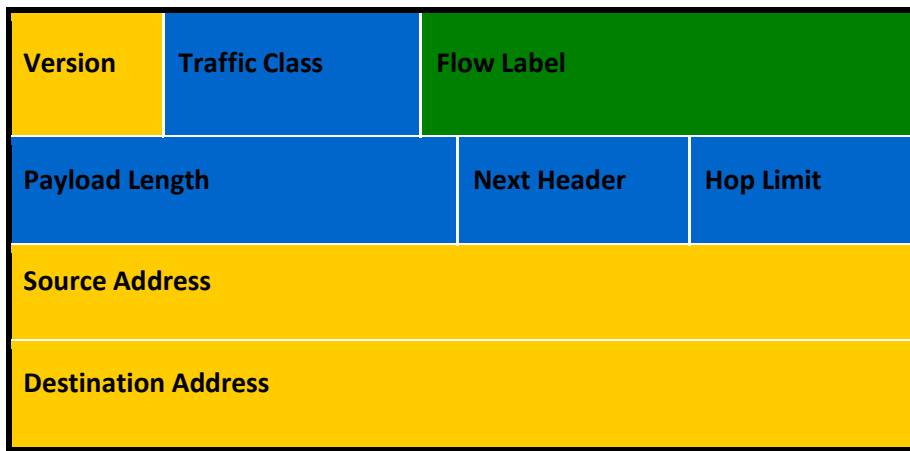 Version Traffic Class Flow Label
Payload Length Next Header Hop Limit
Source Address
Destination Address